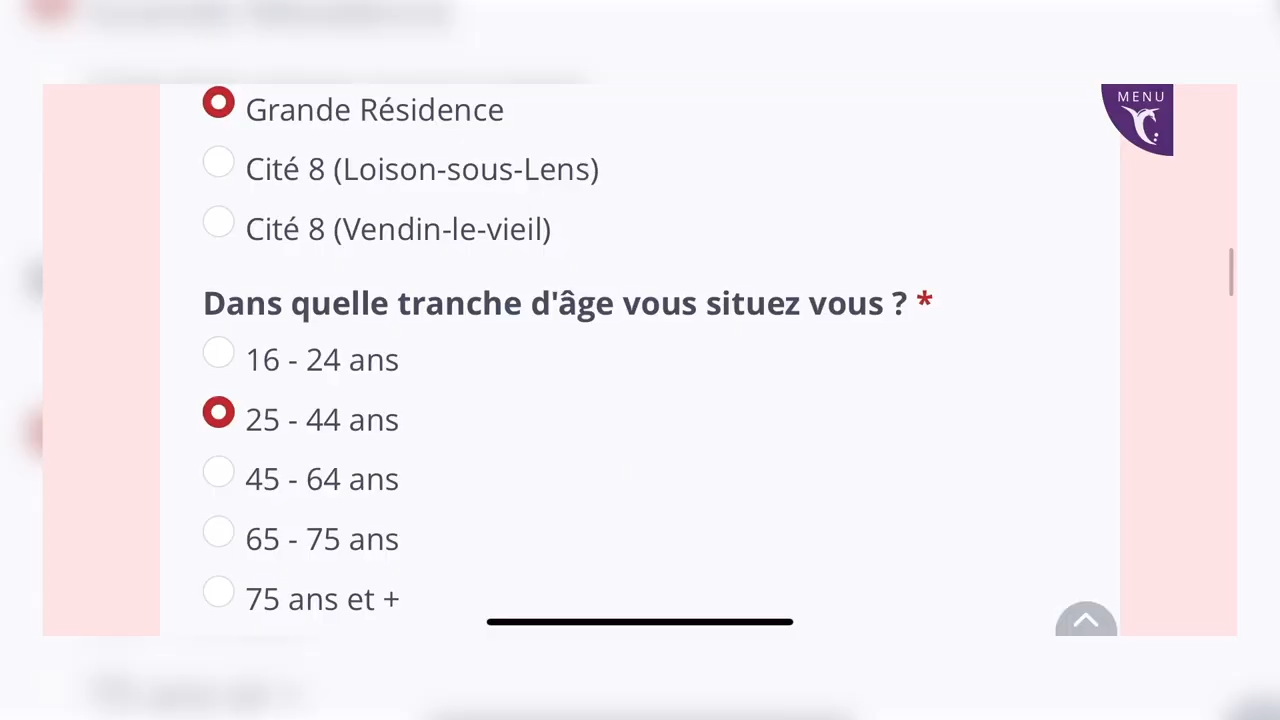 MENU
Grande Résidence
Cité 8 (Loison-sous-Lens)
Cité 8 (Vendin-le-vieil)
Dans quelle tranche d'âge vous situez vous ? *
16 - 24 ans
25 - 44 ans
45 - 64 ans
65 - 75 ans
75 ans et +